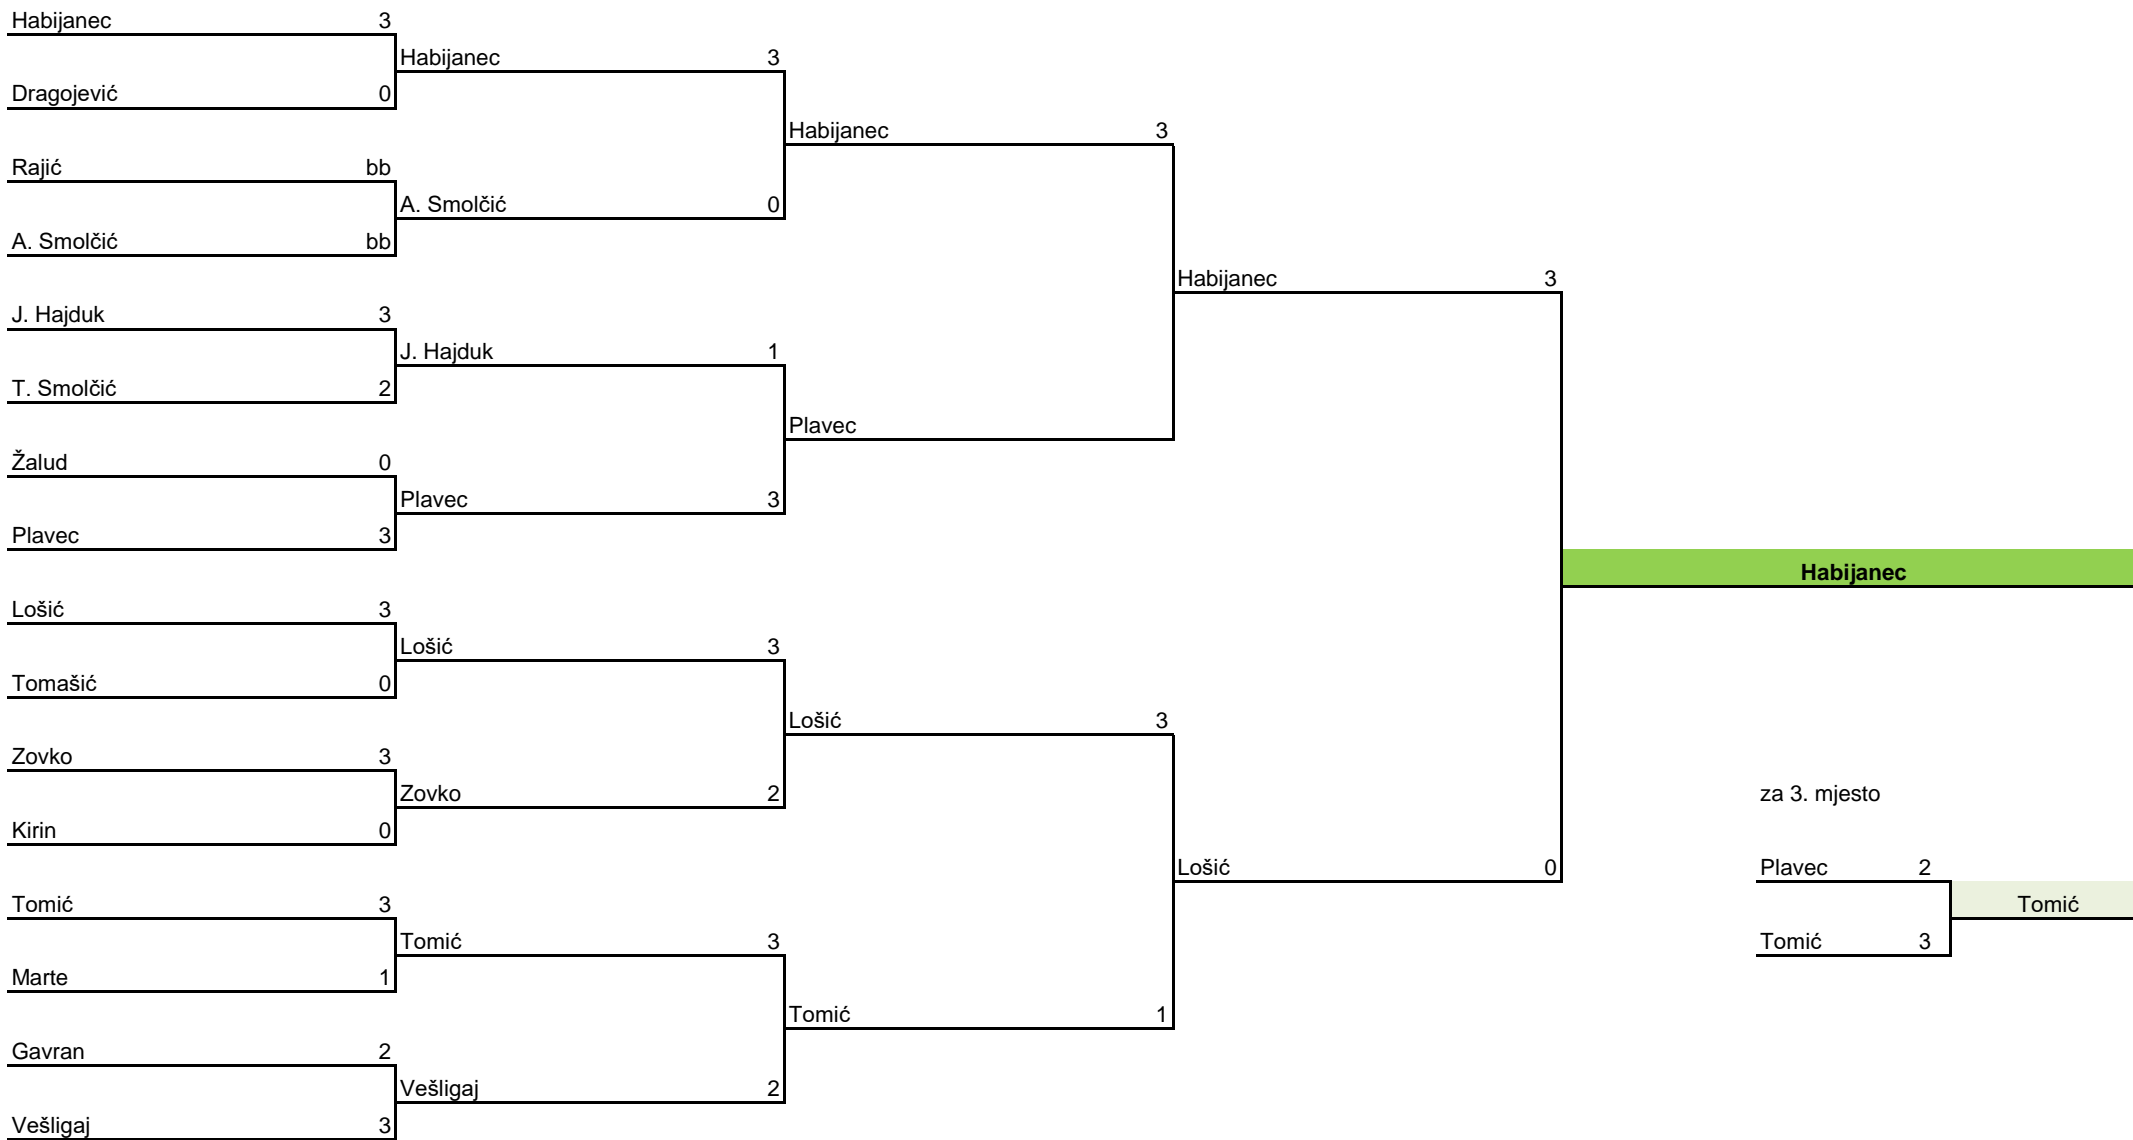 Habijanec 3
Habijanec 3
Dragojević 0
Habijanec 3
Rajić bb
A. Smolčić 0
A. Smolčić bb
Habijanec 3
J. Hajduk 3
J. Hajduk 1
T. Smolčić 2
Plavec
Žalud 0
Plavec 3
Plavec 3
Habijanec
Lošić 3
Lošić 3
Tomašić 0
Lošić 3
Zovko 3
Zovko 2 za 3. mjesto
Kirin 0
Lošić 0 Plavec 2
Tomić 3 Tomić
Tomić 3 Tomić 3
Marte 1
Tomić 1
Gavran 2
Vešligaj 2
Vešligaj 3